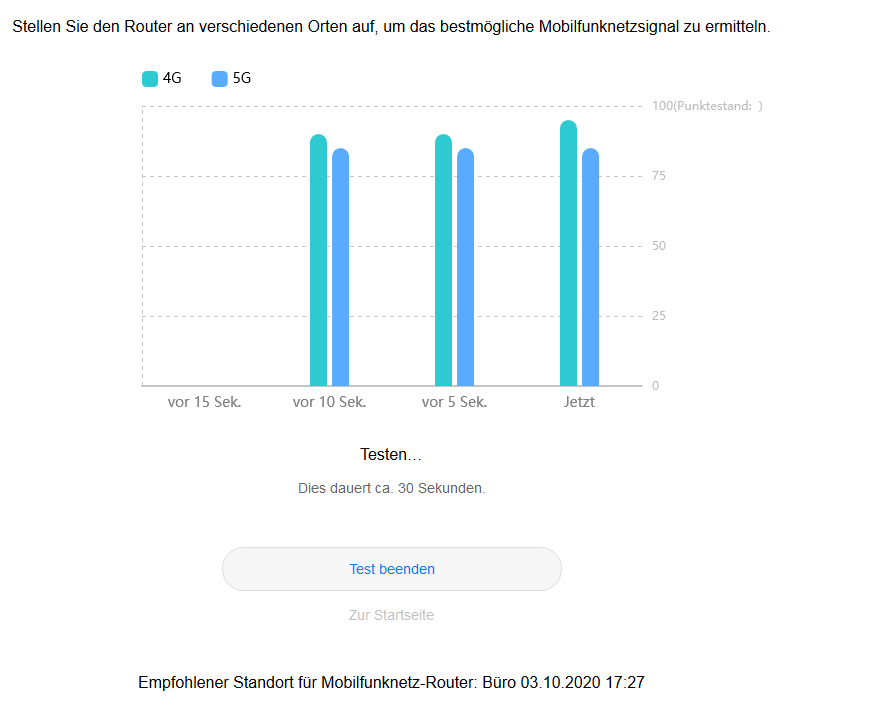 Stellen Sie den Router an verschiedenen Orten auf, um das bestmögliche Mobilfunknetzsignal zu ermitteln.
4G 5G
100(Punktestand: )
75
50
25
0
vor 15 Sek. vor 10 Sek. vor 5 Sek. Jetzt
Testen…
Dies dauert ca. 30 Sekunden.
Test beenden
Zur Startseite
Empfohlener Standort für Mobilfunknetz-Router: Büro 03.10.2020 17:27